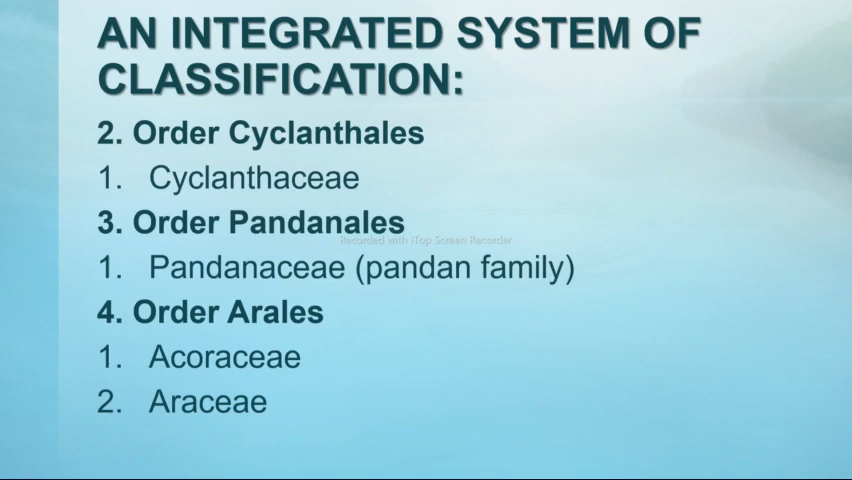 AN INTEGRATED SYSTEM OF
CLASSIFICATION:
2. Order Cyclanthales
1. Cyclanthaceae
3. Order Pandanales
Recorded with iTop Screen Recorder
1. Pandanaceae (pandan family)
4. Order Arales
1. Acoraceae
2. Araceae